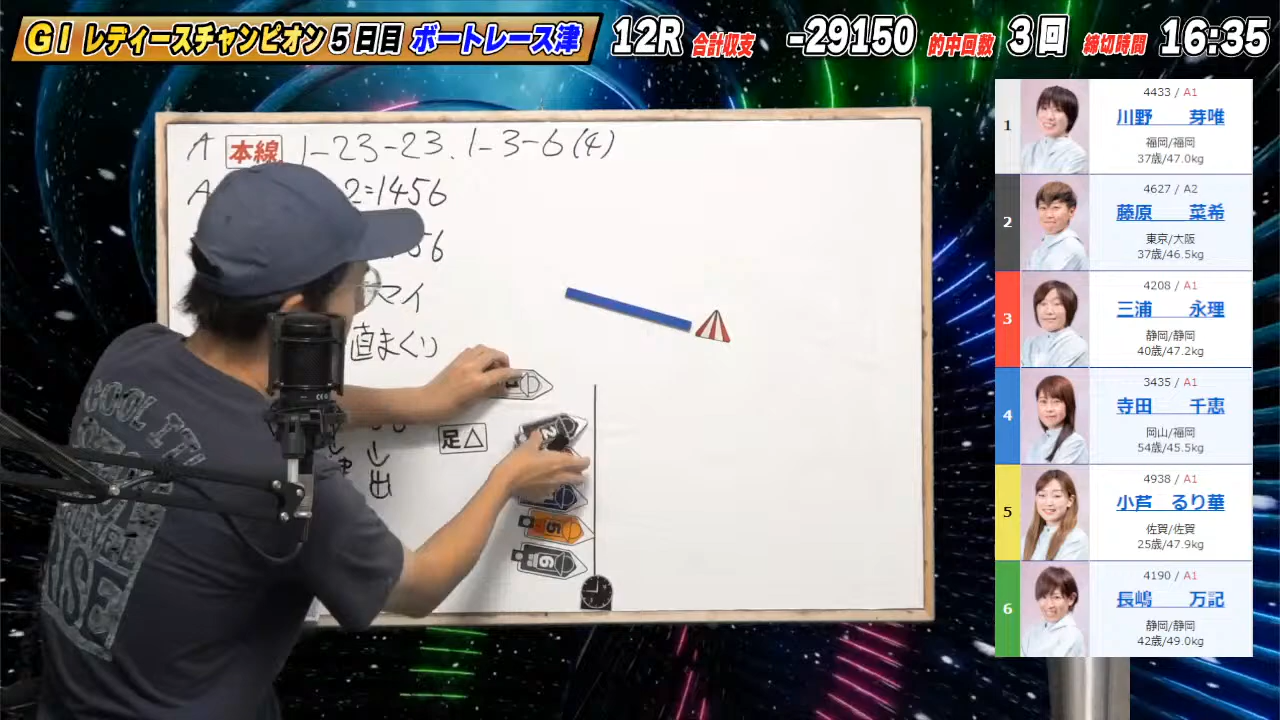 GⅠ レディースチャンピオン 5日目 ボートレース津 12R 合計収支 -29150 的中回数 3回 締切時間 16:35
A 本線 1-23-23. 1-3-6(4)
A 2=1456
56
マイ
直まくり
足△
出
2
5
6
1
4433 / A1
川野 芽唯
福岡/福岡
37歳/47.0kg
2
4627 / A2
藤原 菜希
東京/大阪
37歳/46.5kg
3
4208 / A1
三浦 永理
静岡/静岡
40歳/47.2kg
4
3435 / A1
寺田 千恵
岡山/福岡
54歳/45.5kg
5
4938 / A1
小芦 るり華
佐賀/佐賀
25歳/47.9kg
6
4190 / A1
長嶋 万記
静岡/静岡
42歳/49.0kg
COOL IT
RISE